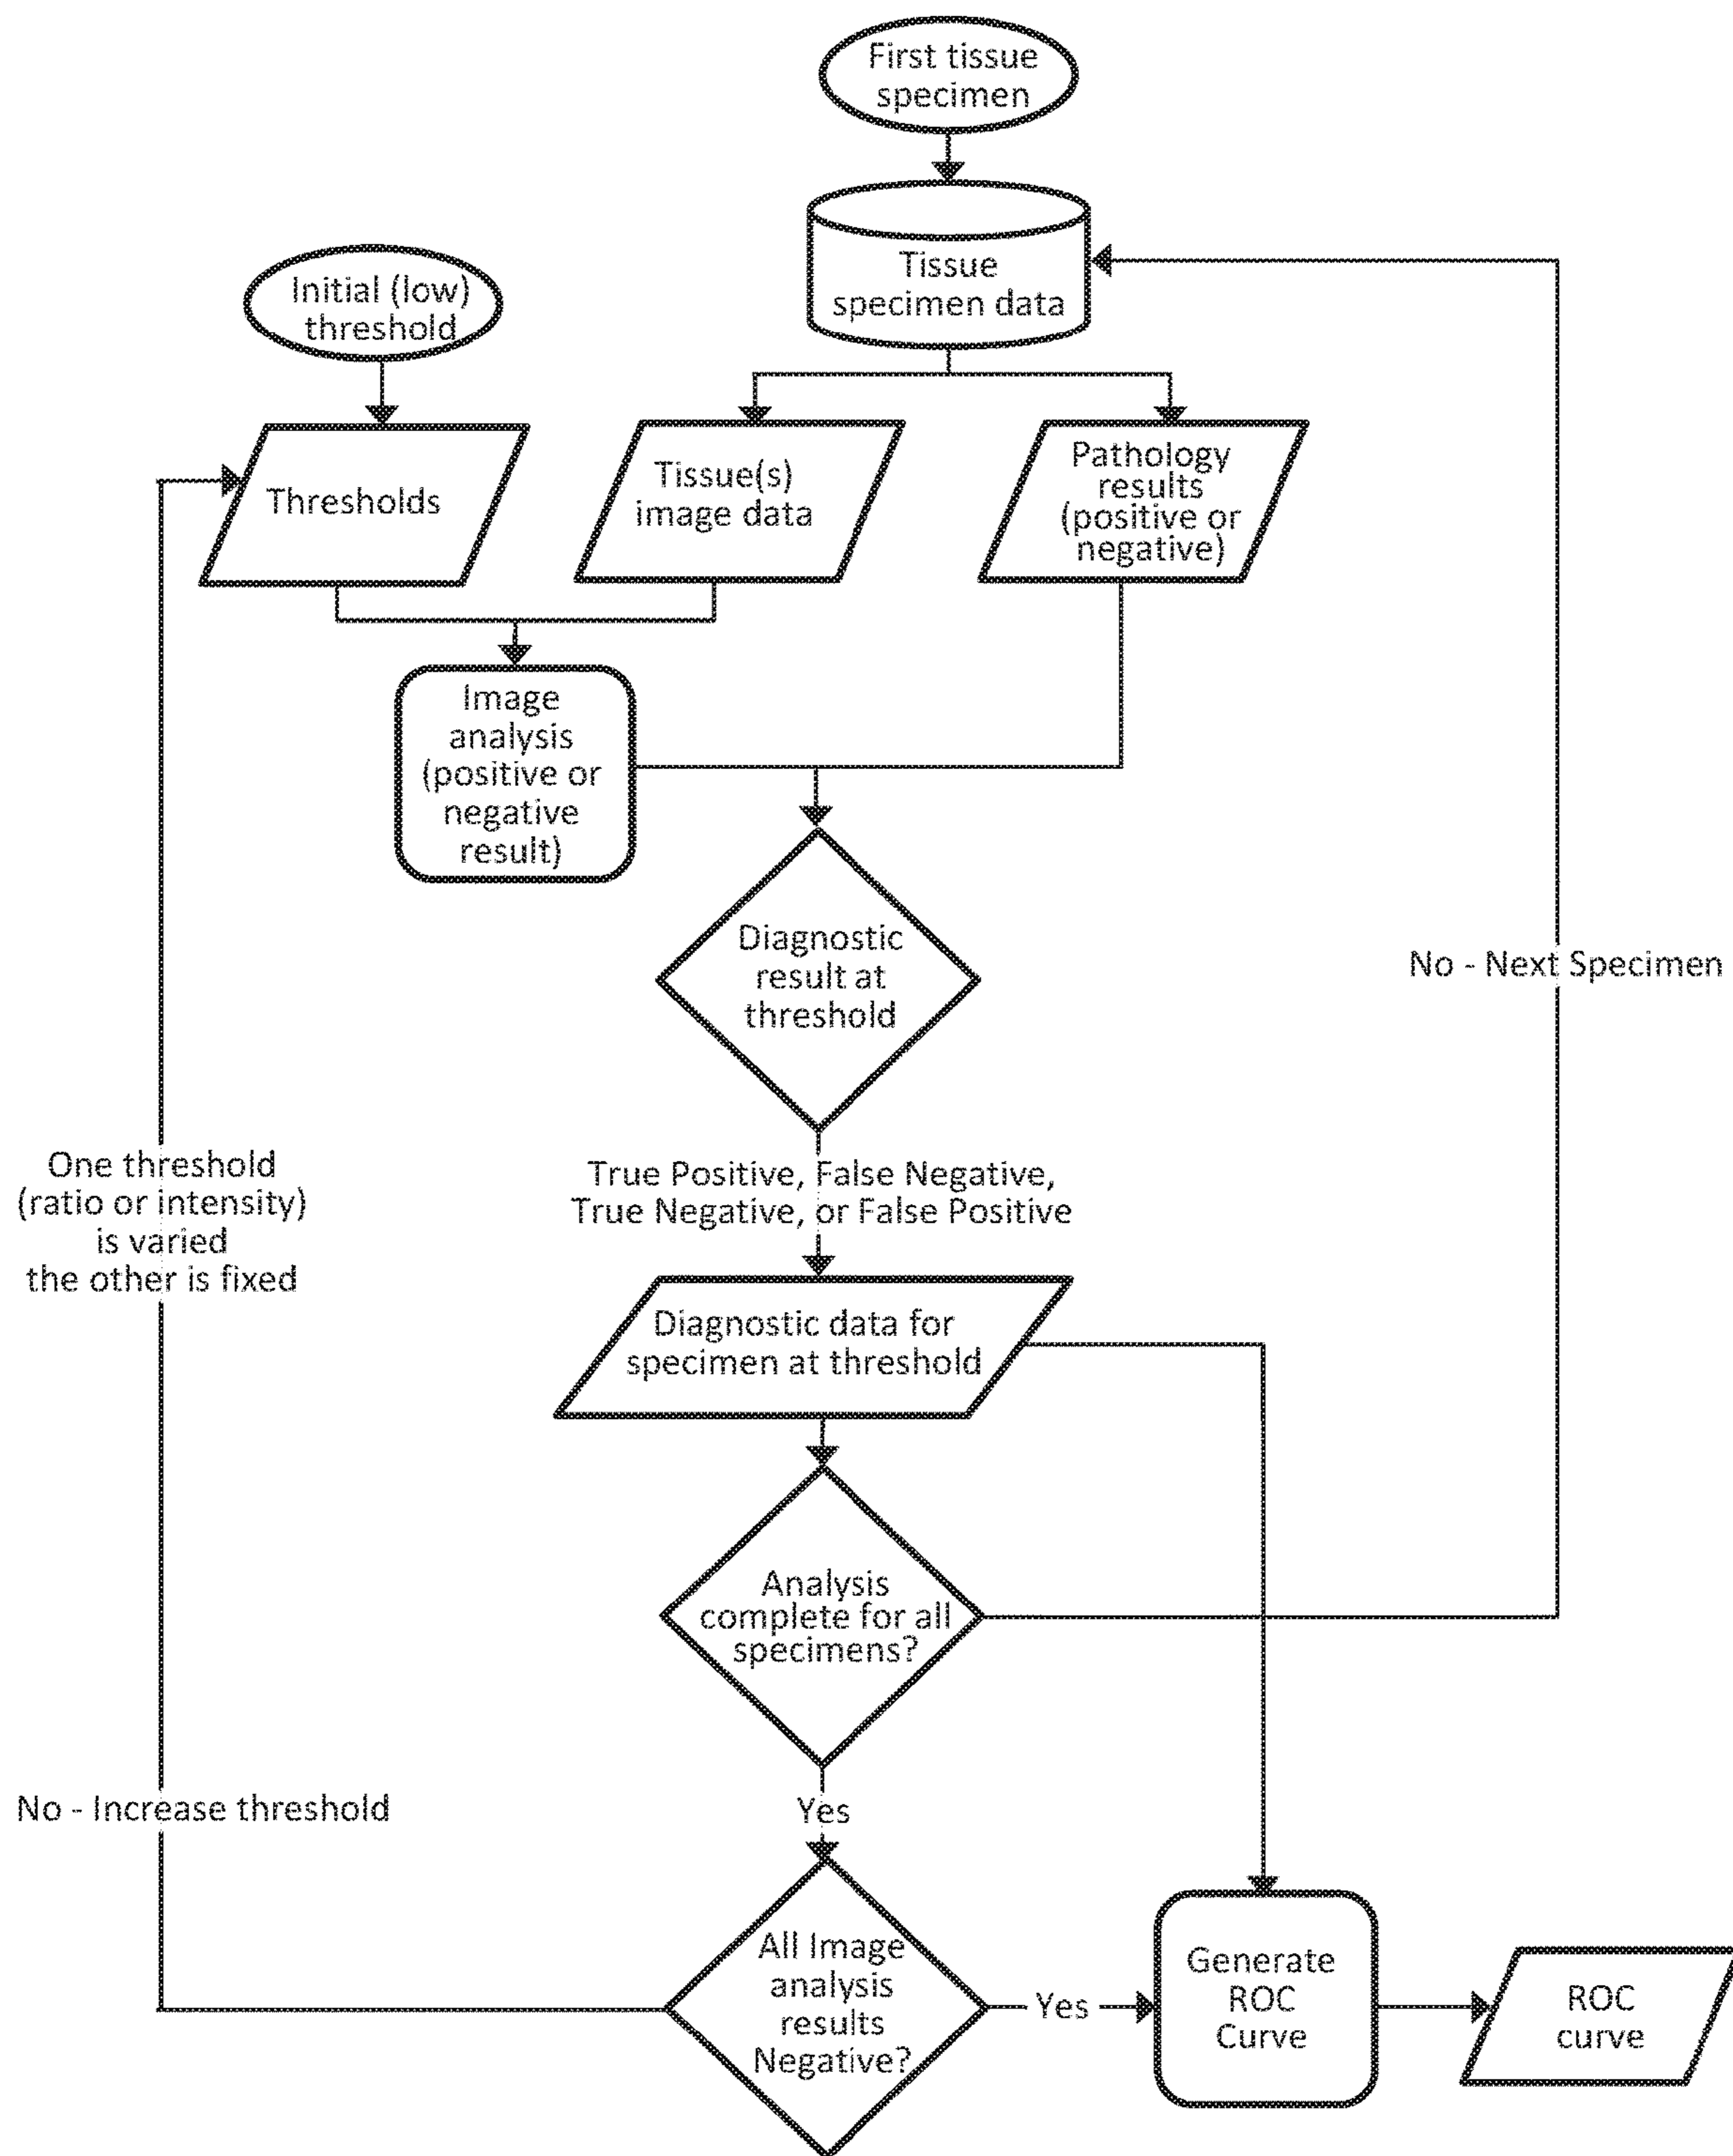 First tissue
specimen
Tissue
specimen data
Initial (low)
threshold
Thresholds
Tissue(s)
image data
Pathology
results
(positive or
negative)
Image
analysis
(positive or
negative
result)
Diagnostic
result at
threshold
No - Next Specimen
One threshold
(ratio or intensity)
is varied
the other is fixed
True Positive, False Negative,
True Negative, or False Positive
Diagnostic data for
specimen at threshold
Analysis
complete for all
specimens?
No - Increase threshold
Yes
All Image
analysis
results
Negative?
Yes
Generate
ROC
Curve
ROC
curve